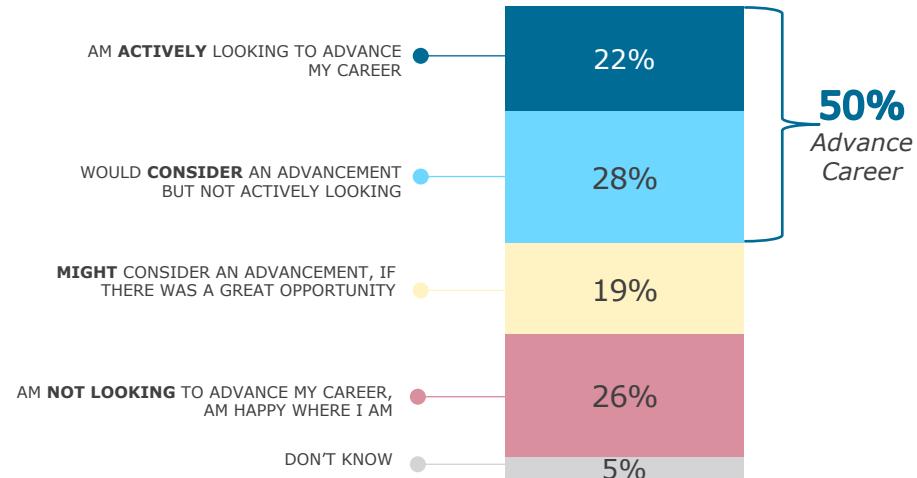 AM ACTIVELY LOOKING TO ADVANCE
MY CAREER
22%
50%
Advance
Career
WOULD CONSIDER AN ADVANCEMENT
BUT NOT ACTIVELY LOOKING
28%
MIGHT CONSIDER AN ADVANCEMENT, IF
THERE WAS A GREAT OPPORTUNITY
19%
AM NOT LOOKING TO ADVANCE MY CAREER,
AM HAPPY WHERE I AM
26%
DON’T KNOW
5%